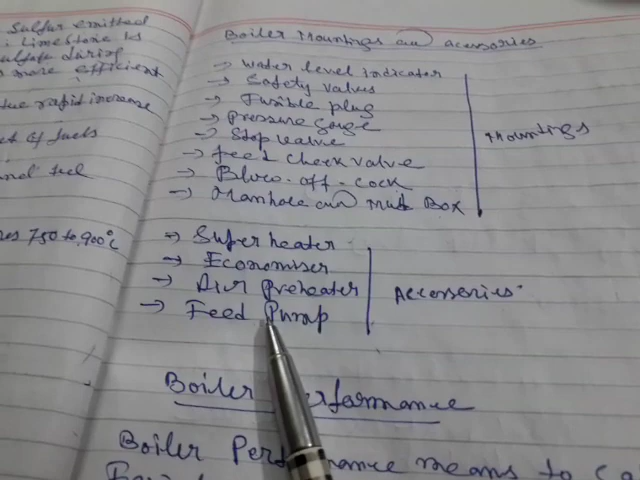 Sulfur emitted
: limestone is
sulfate during
more efficient
the rapid increase
of fuels
fuel
750 to 900°C
Boiler Mountings and accessories
→ Water level indicator
→ Safety valves
→ Fusible plug
→ Pressure gauge
→ Stop valve
→ Feed check valve
→ Blow-off-cock
→ Manhole and Mud Box
Mountings
→ Super heater
→ Economiser
→ Air Preheater
→ Feed Pump
Accessories
Boiler Performance
Boiler Performance means to